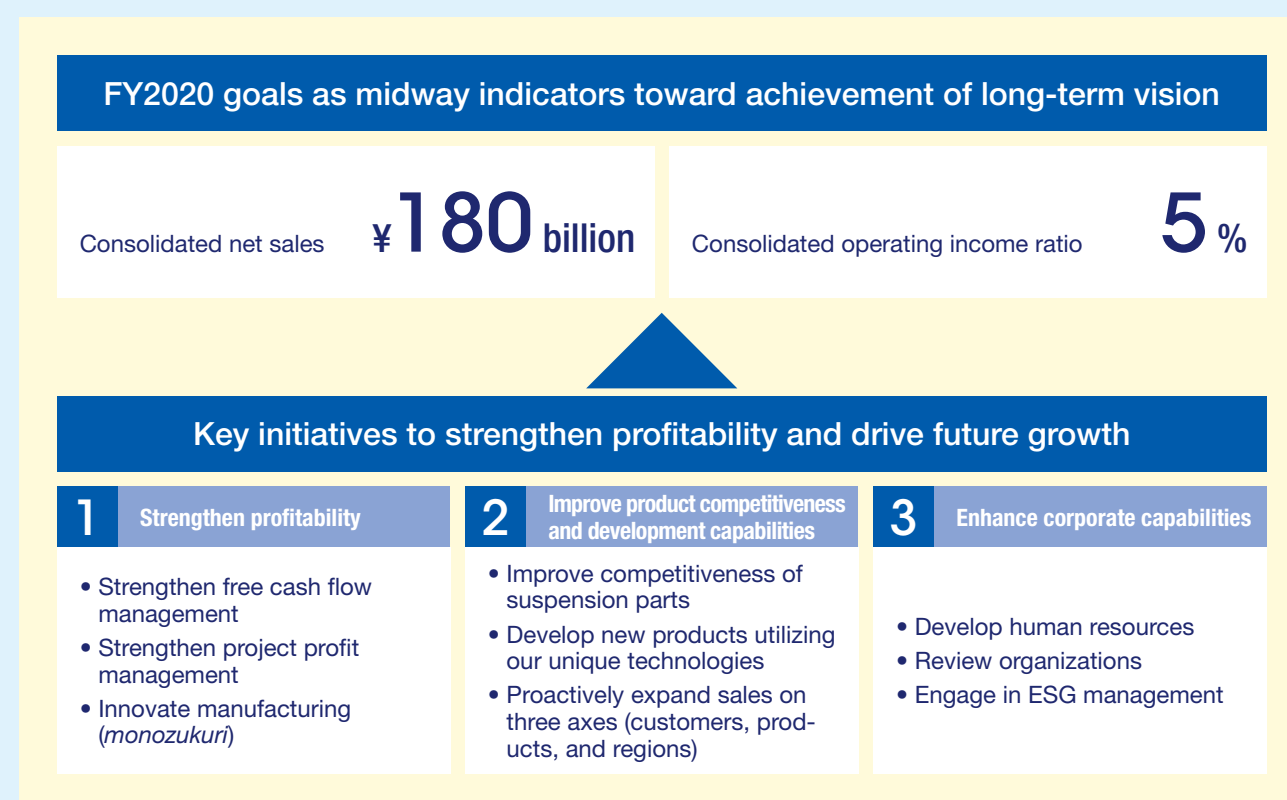 FY2020 goals as midway indicators toward achievement of long-term vision
Consolidated net sales ¥180 billion
Consolidated operating income ratio 5 %
Key initiatives to strengthen profitability and drive future growth
1 Strengthen profitability
• Strengthen free cash flow
management
• Strengthen project profit
management
• Innovate manufacturing
(monozukuri)
2 Improve product competitiveness
and development capabilities
• Improve competitiveness of
suspension parts
• Develop new products utilizing
our unique technologies
• Proactively expand sales on
three axes (customers, prod-
ucts, and regions)
3 Enhance corporate capabilities
• Develop human resources
• Review organizations
• Engage in ESG management